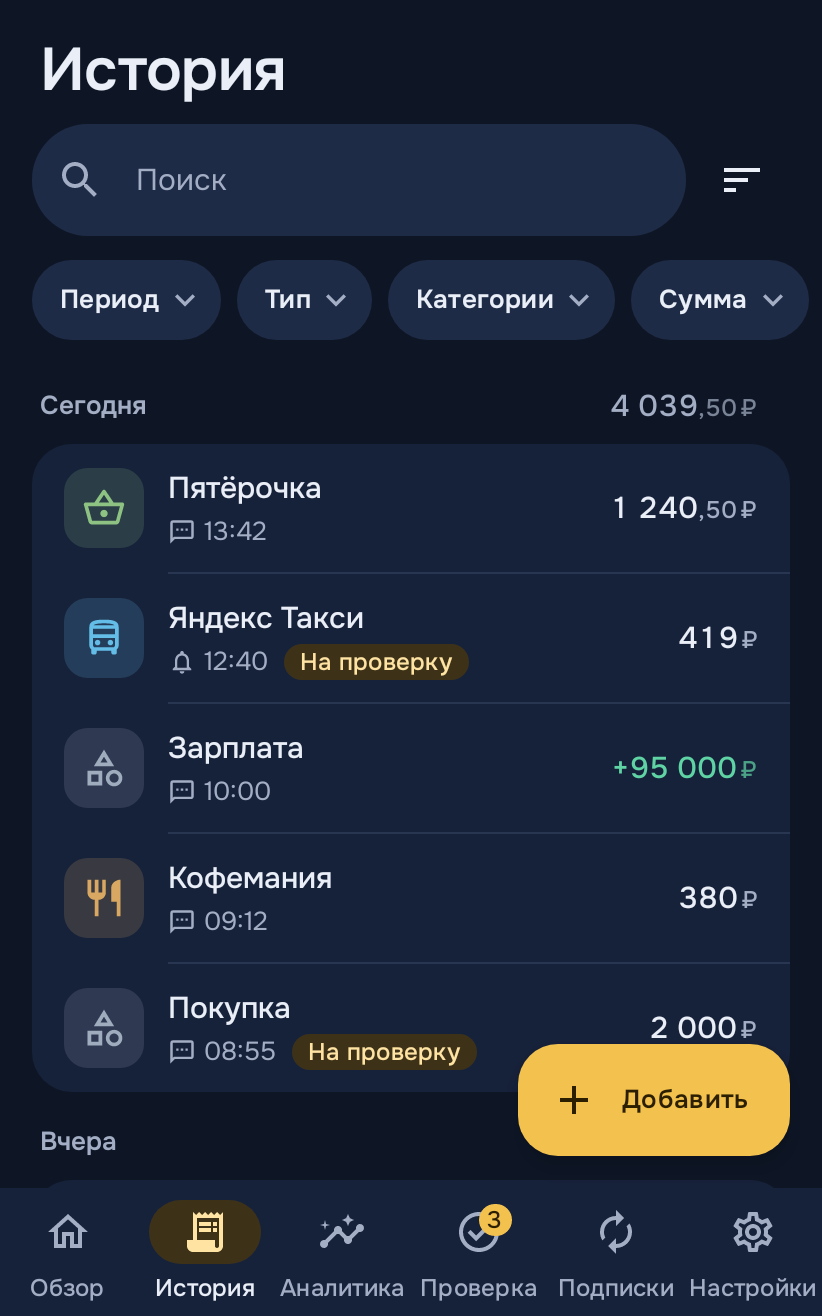 История
Поиск
Период Тип Категории Сумма
Сегодня 4 039,50 ₽
Пятёрочка
13:42 1 240,50 ₽
Яндекс Такси
12:40 На проверку 419 ₽
Зарплата
10:00 +95 000 ₽
Кофемания
09:12 380 ₽
Покупка
08:55 На проверку 2 000 ₽
Добавить
Вчера
3
Обзор История Аналитика Проверка Подписки Настройки